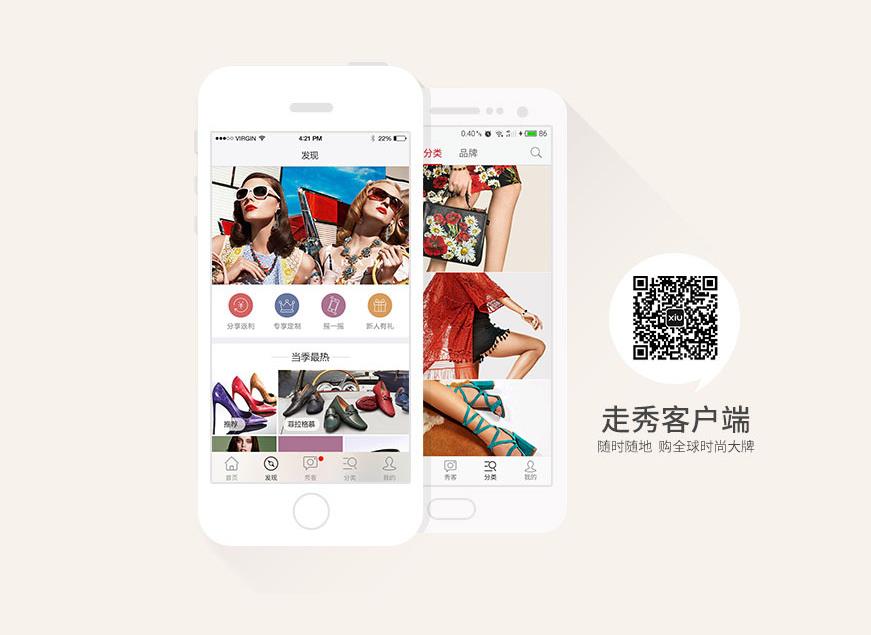 VIRGIN
4:21 PM
22%
发现
分享返利
专享定制
摇一摇
新人有礼
当季最热
推荐
菲拉格慕
首页
发现
秀客
分类
我的
0.40
86
分类
品牌
秀客
分类
我的
xiu
走秀客户端
随时随地 购全球时尚大牌